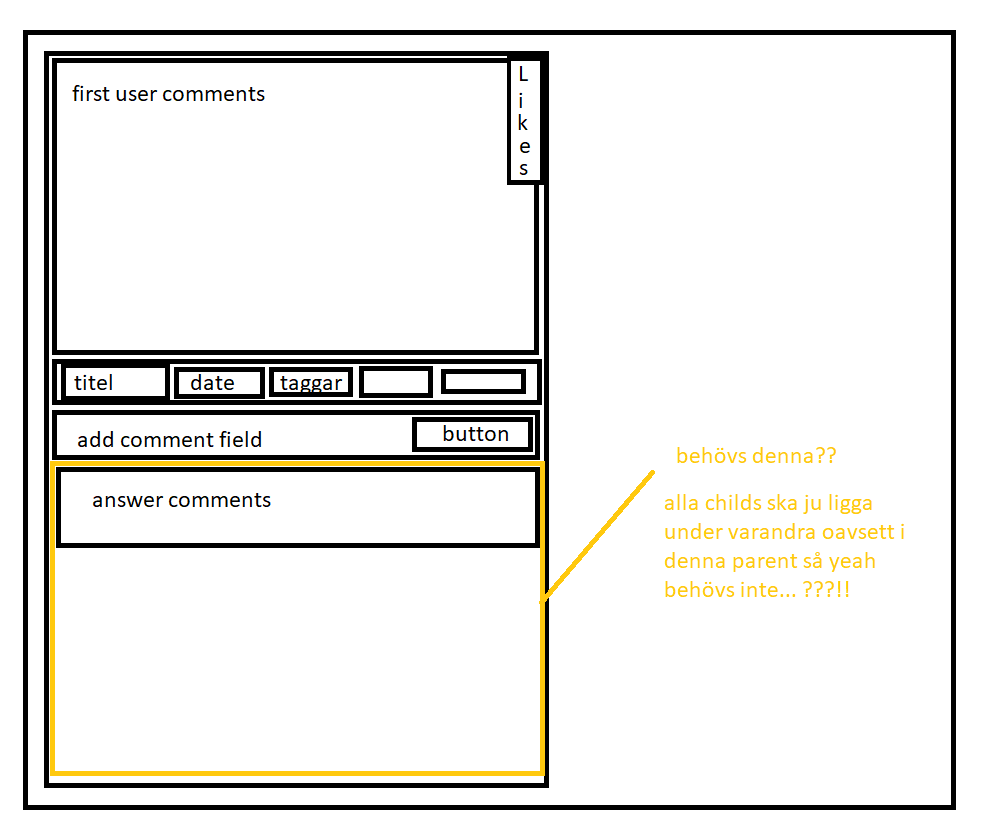 first user comments
L
i
k
e
s
titel
date
taggar
add comment field
button
answer comments
behövs denna??
alla childs ska ju ligga
under varandra oavsett i
denna parent så yeah
behövs inte... ???!!